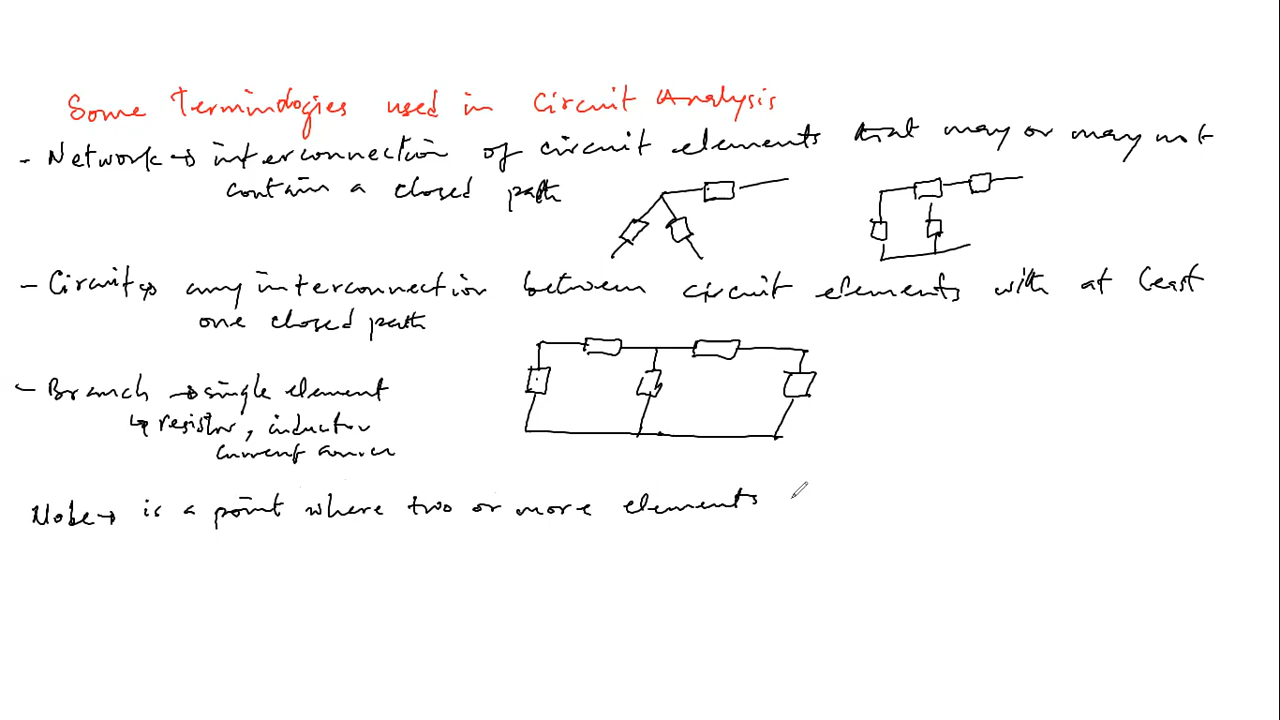 Some Terminologies used in Circuit Analysis
- Network → interconnection of circuit elements that may or may not
contain a closed path
- Circuit → any interconnection between circuit elements with at least
one closed path
- Branch → single element
↳ resistor, inductor
current source
Node → is a point where two or more elements